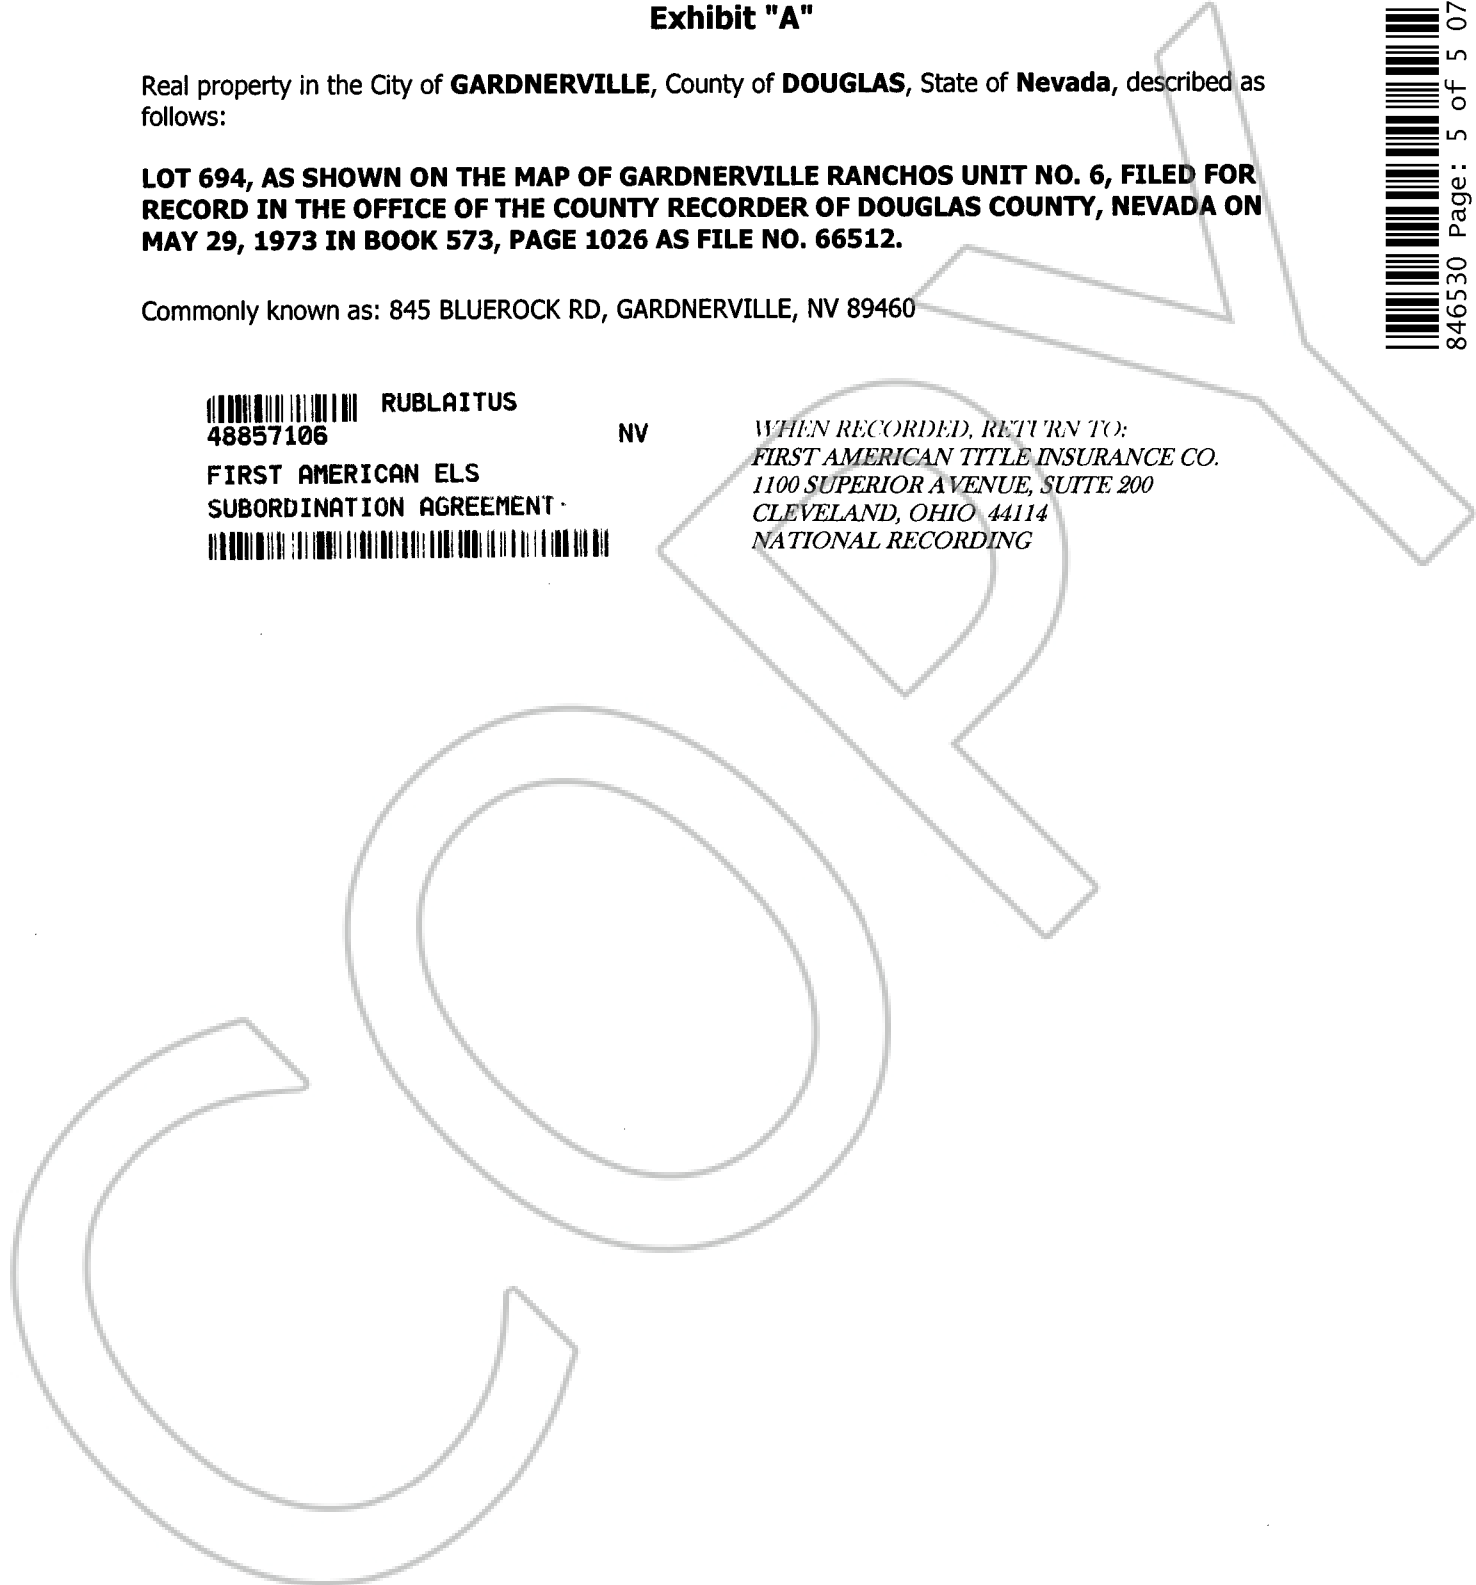 Exhibit "A"
Real property in the City of GARDNERVILLE, County of DOUGLAS, State of Nevada, described as
follows:
LOT 694, AS SHOWN ON THE MAP OF GARDNERVILLE RANCHOS UNIT NO. 6, FILED FOR
RECORD IN THE OFFICE OF THE COUNTY RECORDER OF DOUGLAS COUNTY, NEVADA ON
MAY 29, 1973 IN BOOK 573, PAGE 1026 AS FILE NO. 66512.
Commonly known as: 845 BLUEROCK RD, GARDNERVILLE, NV 89460
RUBLAITUS
48857106
NV
FIRST AMERICAN ELS
SUBORDINATION AGREEMENT
WHEN RECORDED, RETURN TO:
FIRST AMERICAN TITLE INSURANCE CO.
1100 SUPERIOR AVENUE, SUITE 200
CLEVELAND, OHIO 44114
NATIONAL RECORDING
846530 Page: 5 of 5 07
COPY